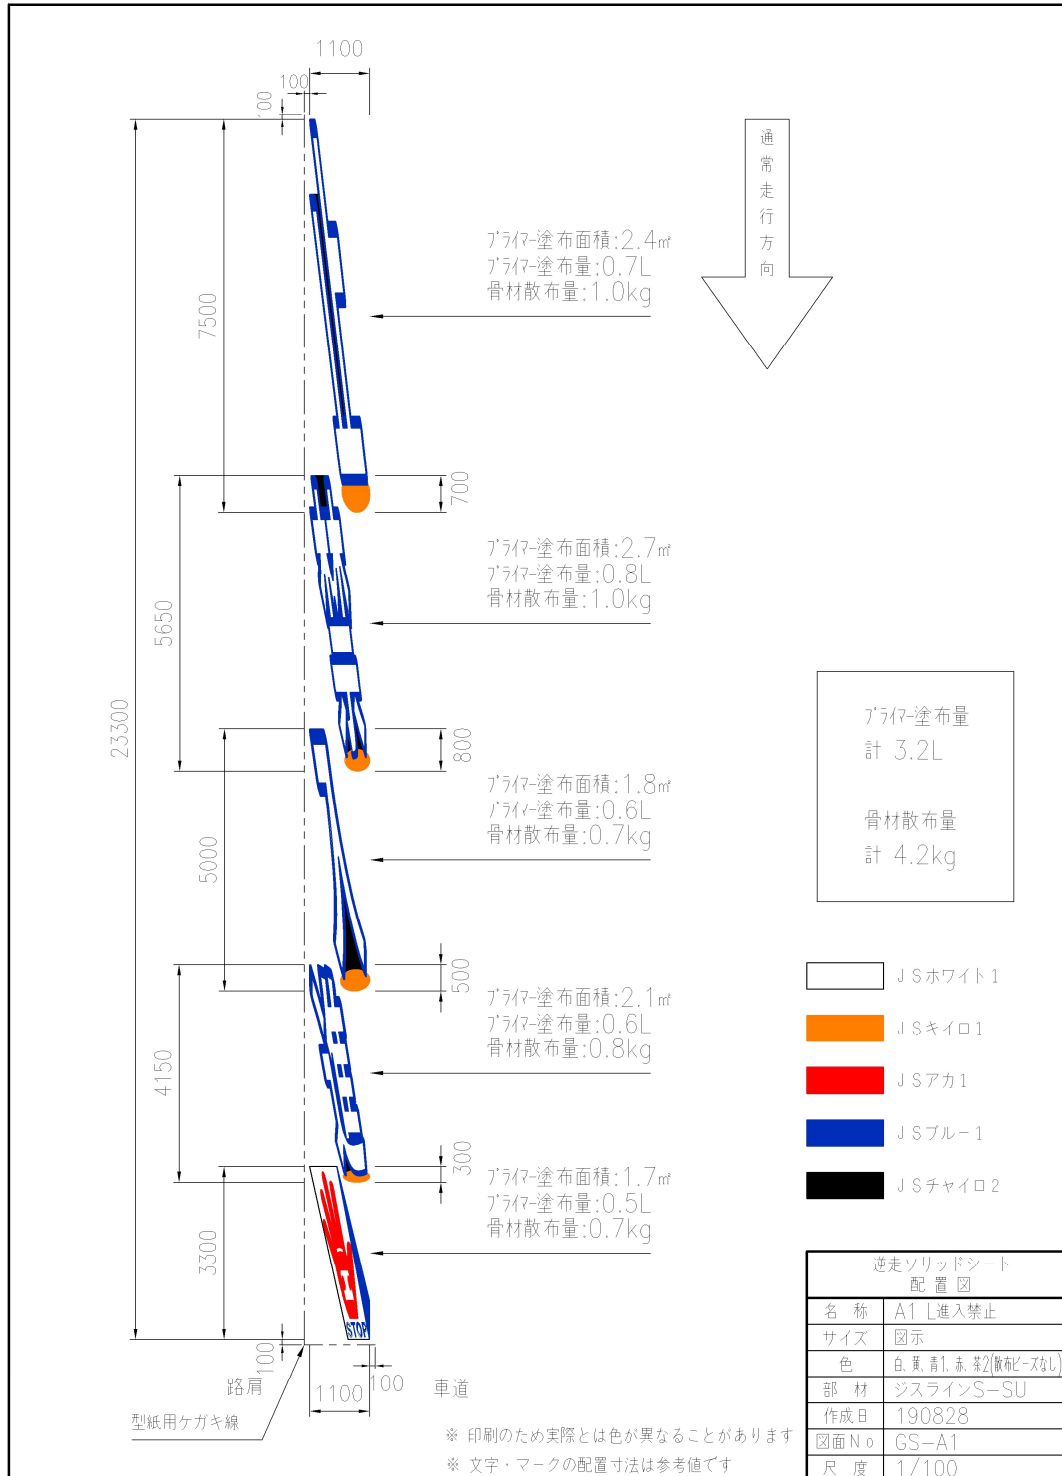 1100
100
100
通常走行方向
プライマー塗布面積:2.4㎡
プライマー塗布量:0.7L
骨材散布量:1.0kg
7500
700
プライマー塗布面積:2.7㎡
プライマー塗布量:0.8L
骨材散布量:1.0kg
5650
23300
800
プライマー塗布量
計 3.2L
骨材散布量
計 4.2kg
プライマー塗布面積:1.8㎡
プライマー塗布量:0.6L
骨材散布量:0.7kg
5000
500
JSホワイト1
プライマー塗布面積:2.1㎡
プライマー塗布量:0.6L
骨材散布量:0.8kg
JSキイロ1
4150
JSアカ1
JSブルー1
300
プライマー塗布面積:1.7㎡
プライマー塗布量:0.5L
骨材散布量:0.7kg
JSチャイロ2
3300
STOP
100
路肩
1100
100
車道
型紙用ケガキ線
※ 印刷のため実際とは色が異なることがあります
※ 文字・マークの配置寸法は参考値です
逆走ソリッドシート
配置図
名称 A1 L進入禁止
サイズ 図示
色 白、黄、青1、赤、茶2(散布ビーズなし)
部材 ジスラインS-SU
作成日 190828
図面No GS-A1
尺度 1/100